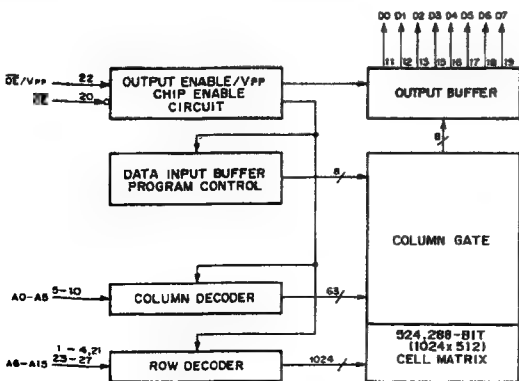 D0 D1 D2 D3 D4 D5 D6 D7
11 12 13 15 16 17 18 19
OE/VPP 22
20
OUTPUT ENABLE/VPP
CHIP ENABLE
CIRCUIT
OUTPUT BUFFER
8
DATA INPUT BUFFER
PROGRAM CONTROL
8
COLUMN GATE
A0-A5 5-10
COLUMN DECODER
63
524,288-BIT
(1024x512)
CELL MATRIX
1-4,21
A6-A15 23-27
ROW DECODER
1024